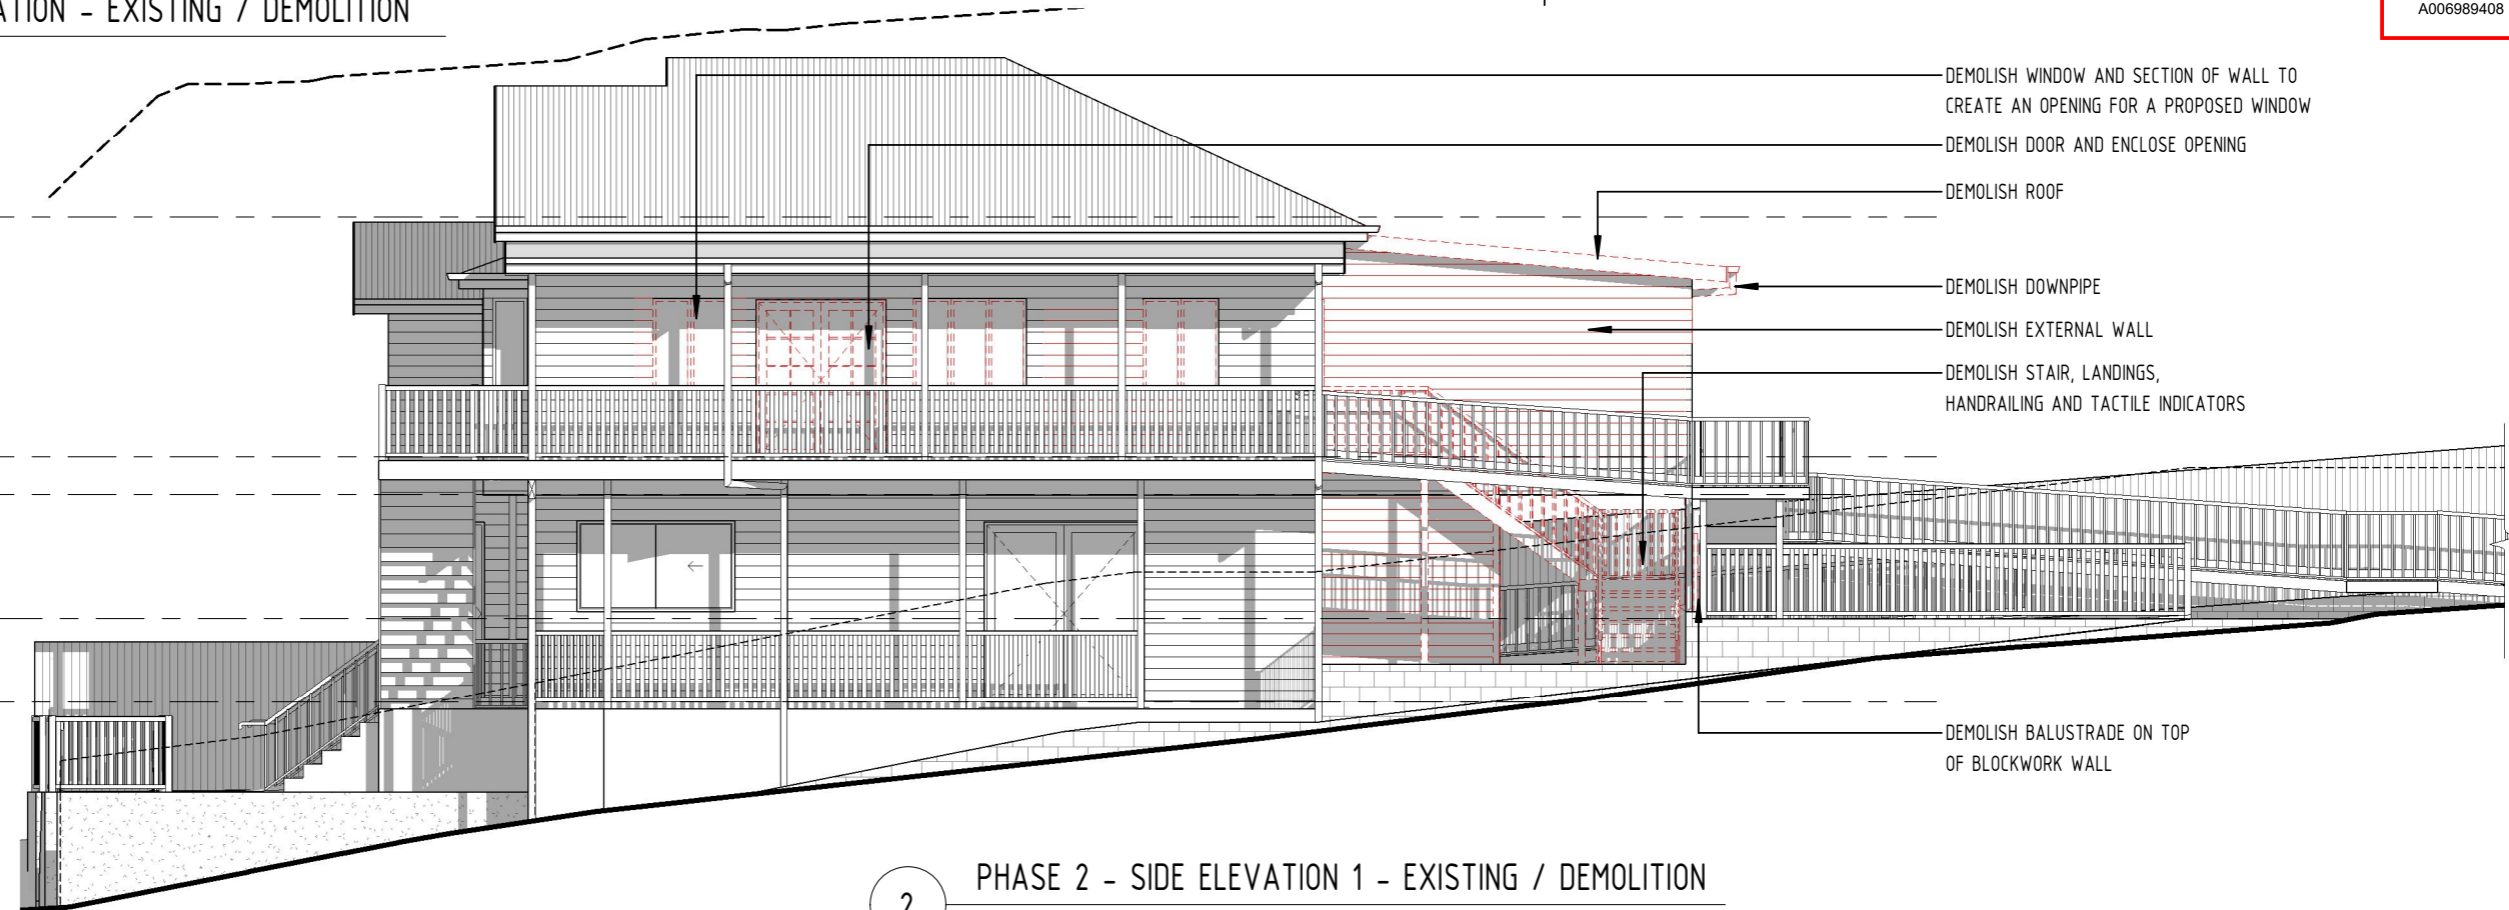 ATION - EXISTING / DEMOLITION
A006989408
DEMOLISH WINDOW AND SECTION OF WALL TO
CREATE AN OPENING FOR A PROPOSED WINDOW
DEMOLISH DOOR AND ENCLOSE OPENING
DEMOLISH ROOF
DEMOLISH DOWNPIPE
DEMOLISH EXTERNAL WALL
DEMOLISH STAIR, LANDINGS,
HANDRAILING AND TACTILE INDICATORS
DEMOLISH BALUSTRADE ON TOP
OF BLOCKWORK WALL
2
PHASE 2 - SIDE ELEVATION 1 - EXISTING / DEMOLITION